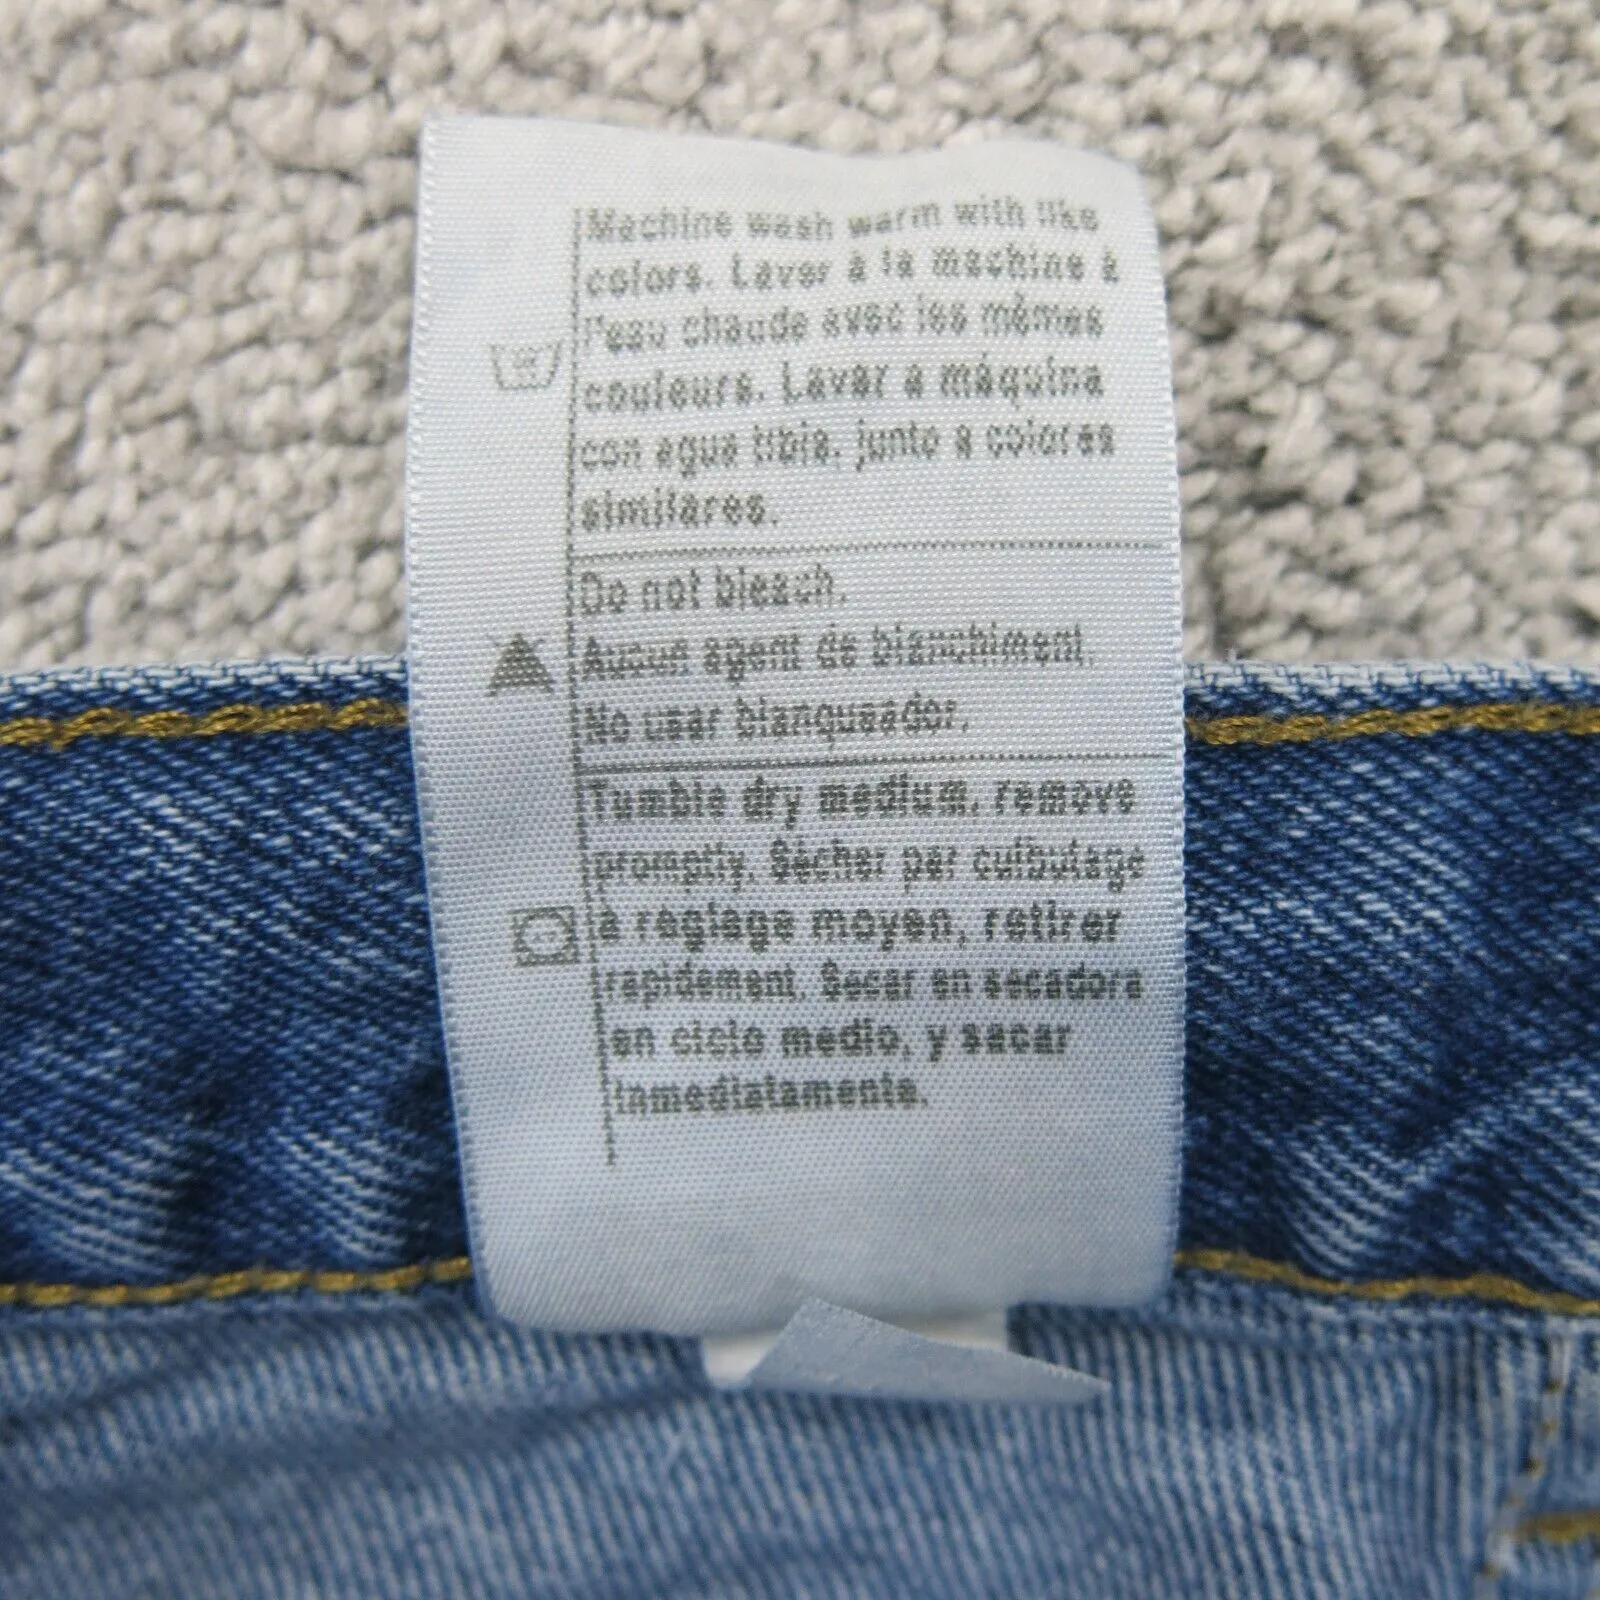 Machine wash warm with like
colors. Laver à la machine à
l'eau chaude avec les mêmes
couleurs. Lavar a máquina
con agua tibia, junto a colores
similares.
Do not bleach.
Aucun agent de blanchiment.
No usar blanqueador.
Tumble dry medium, remove
promptly. Sécher par culbutage
à réglage moyen, retirer
rapidement. Secar en secadora
en ciclo medio, y sacar
inmediatamente.